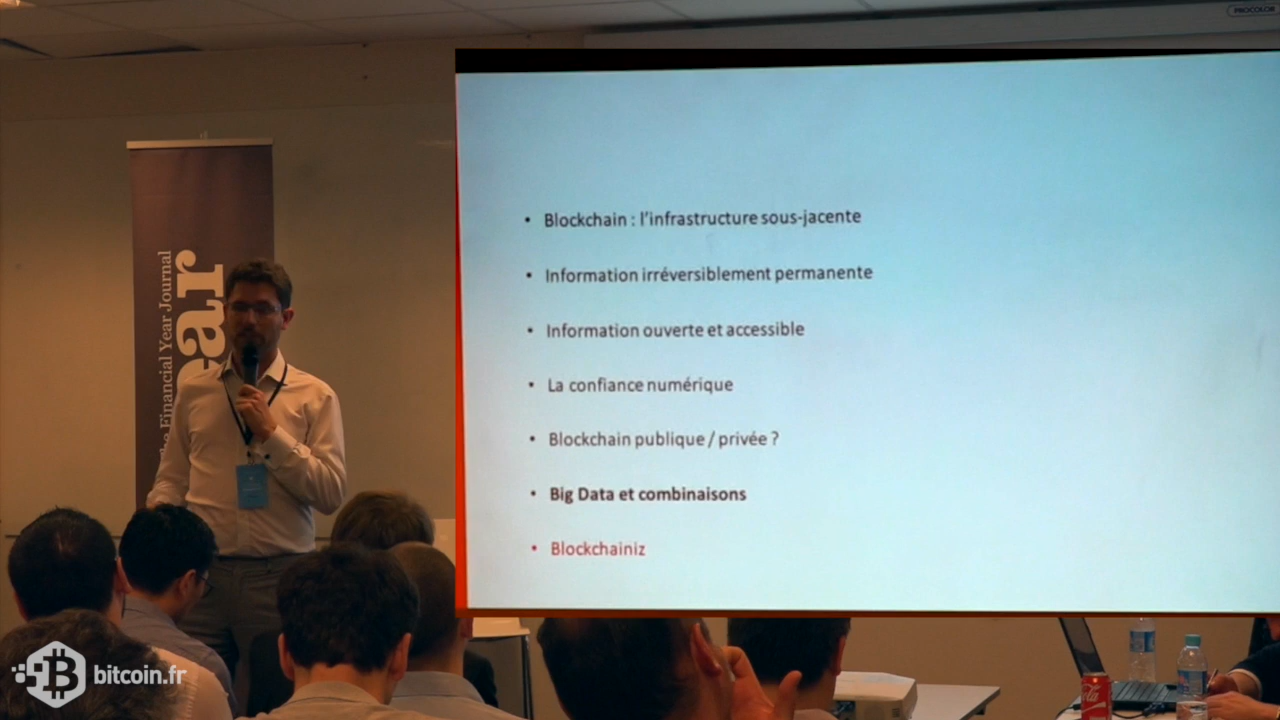 PROCOLOR
Blockchain : l'infrastructure sous-jacente
Information irréversiblement permanente
Information ouverte et accessible
La confiance numérique
Blockchain publique / privée ?
Big Data et combinaisons
Blockchainiz
Financial Year Journal
bitcoin.fr